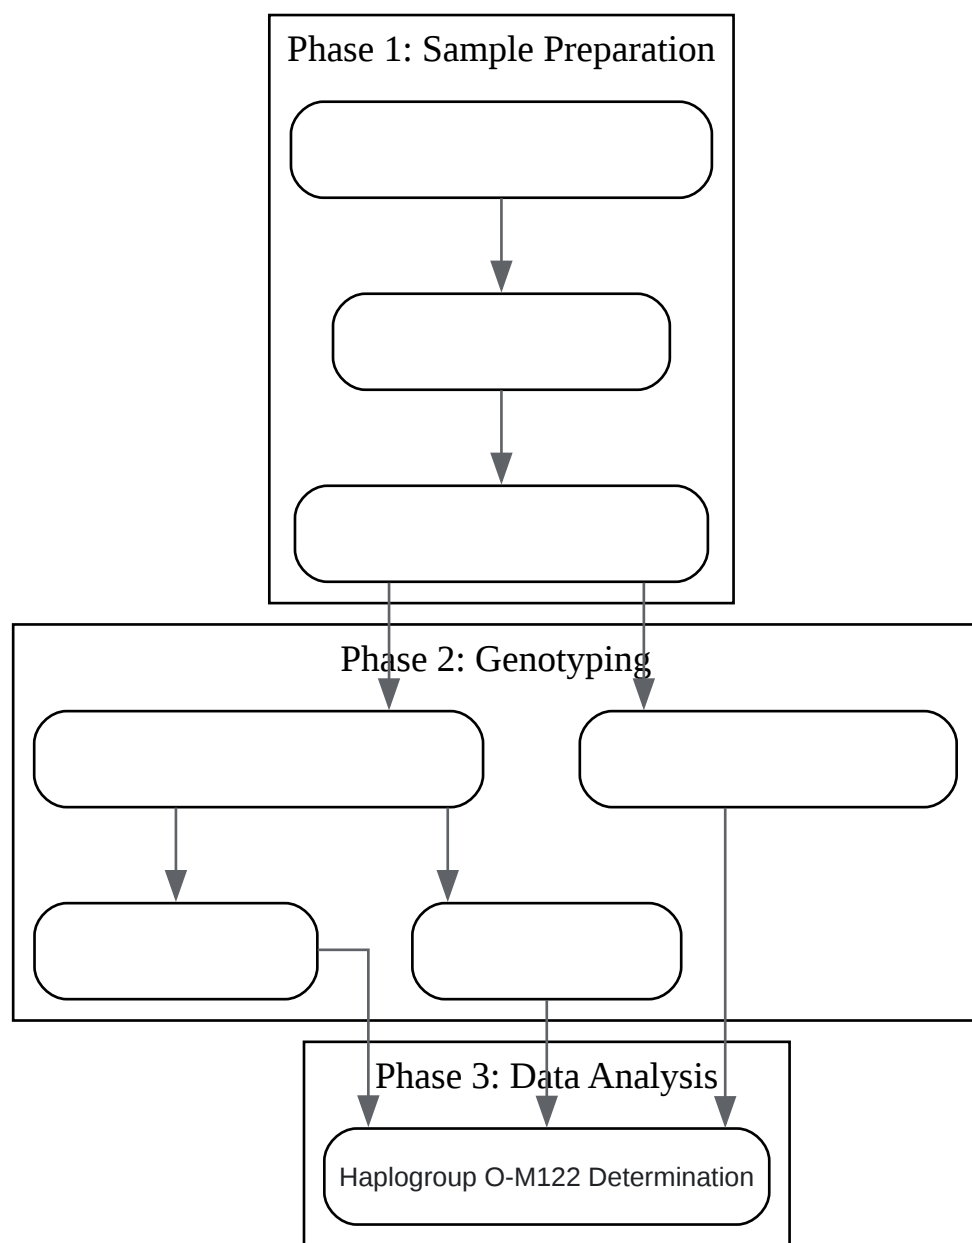 Phase 1: Sample Preparation
Phase 2: Genotyping
Phase 3: Data Analysis
Haplogroup O-M122 Determination